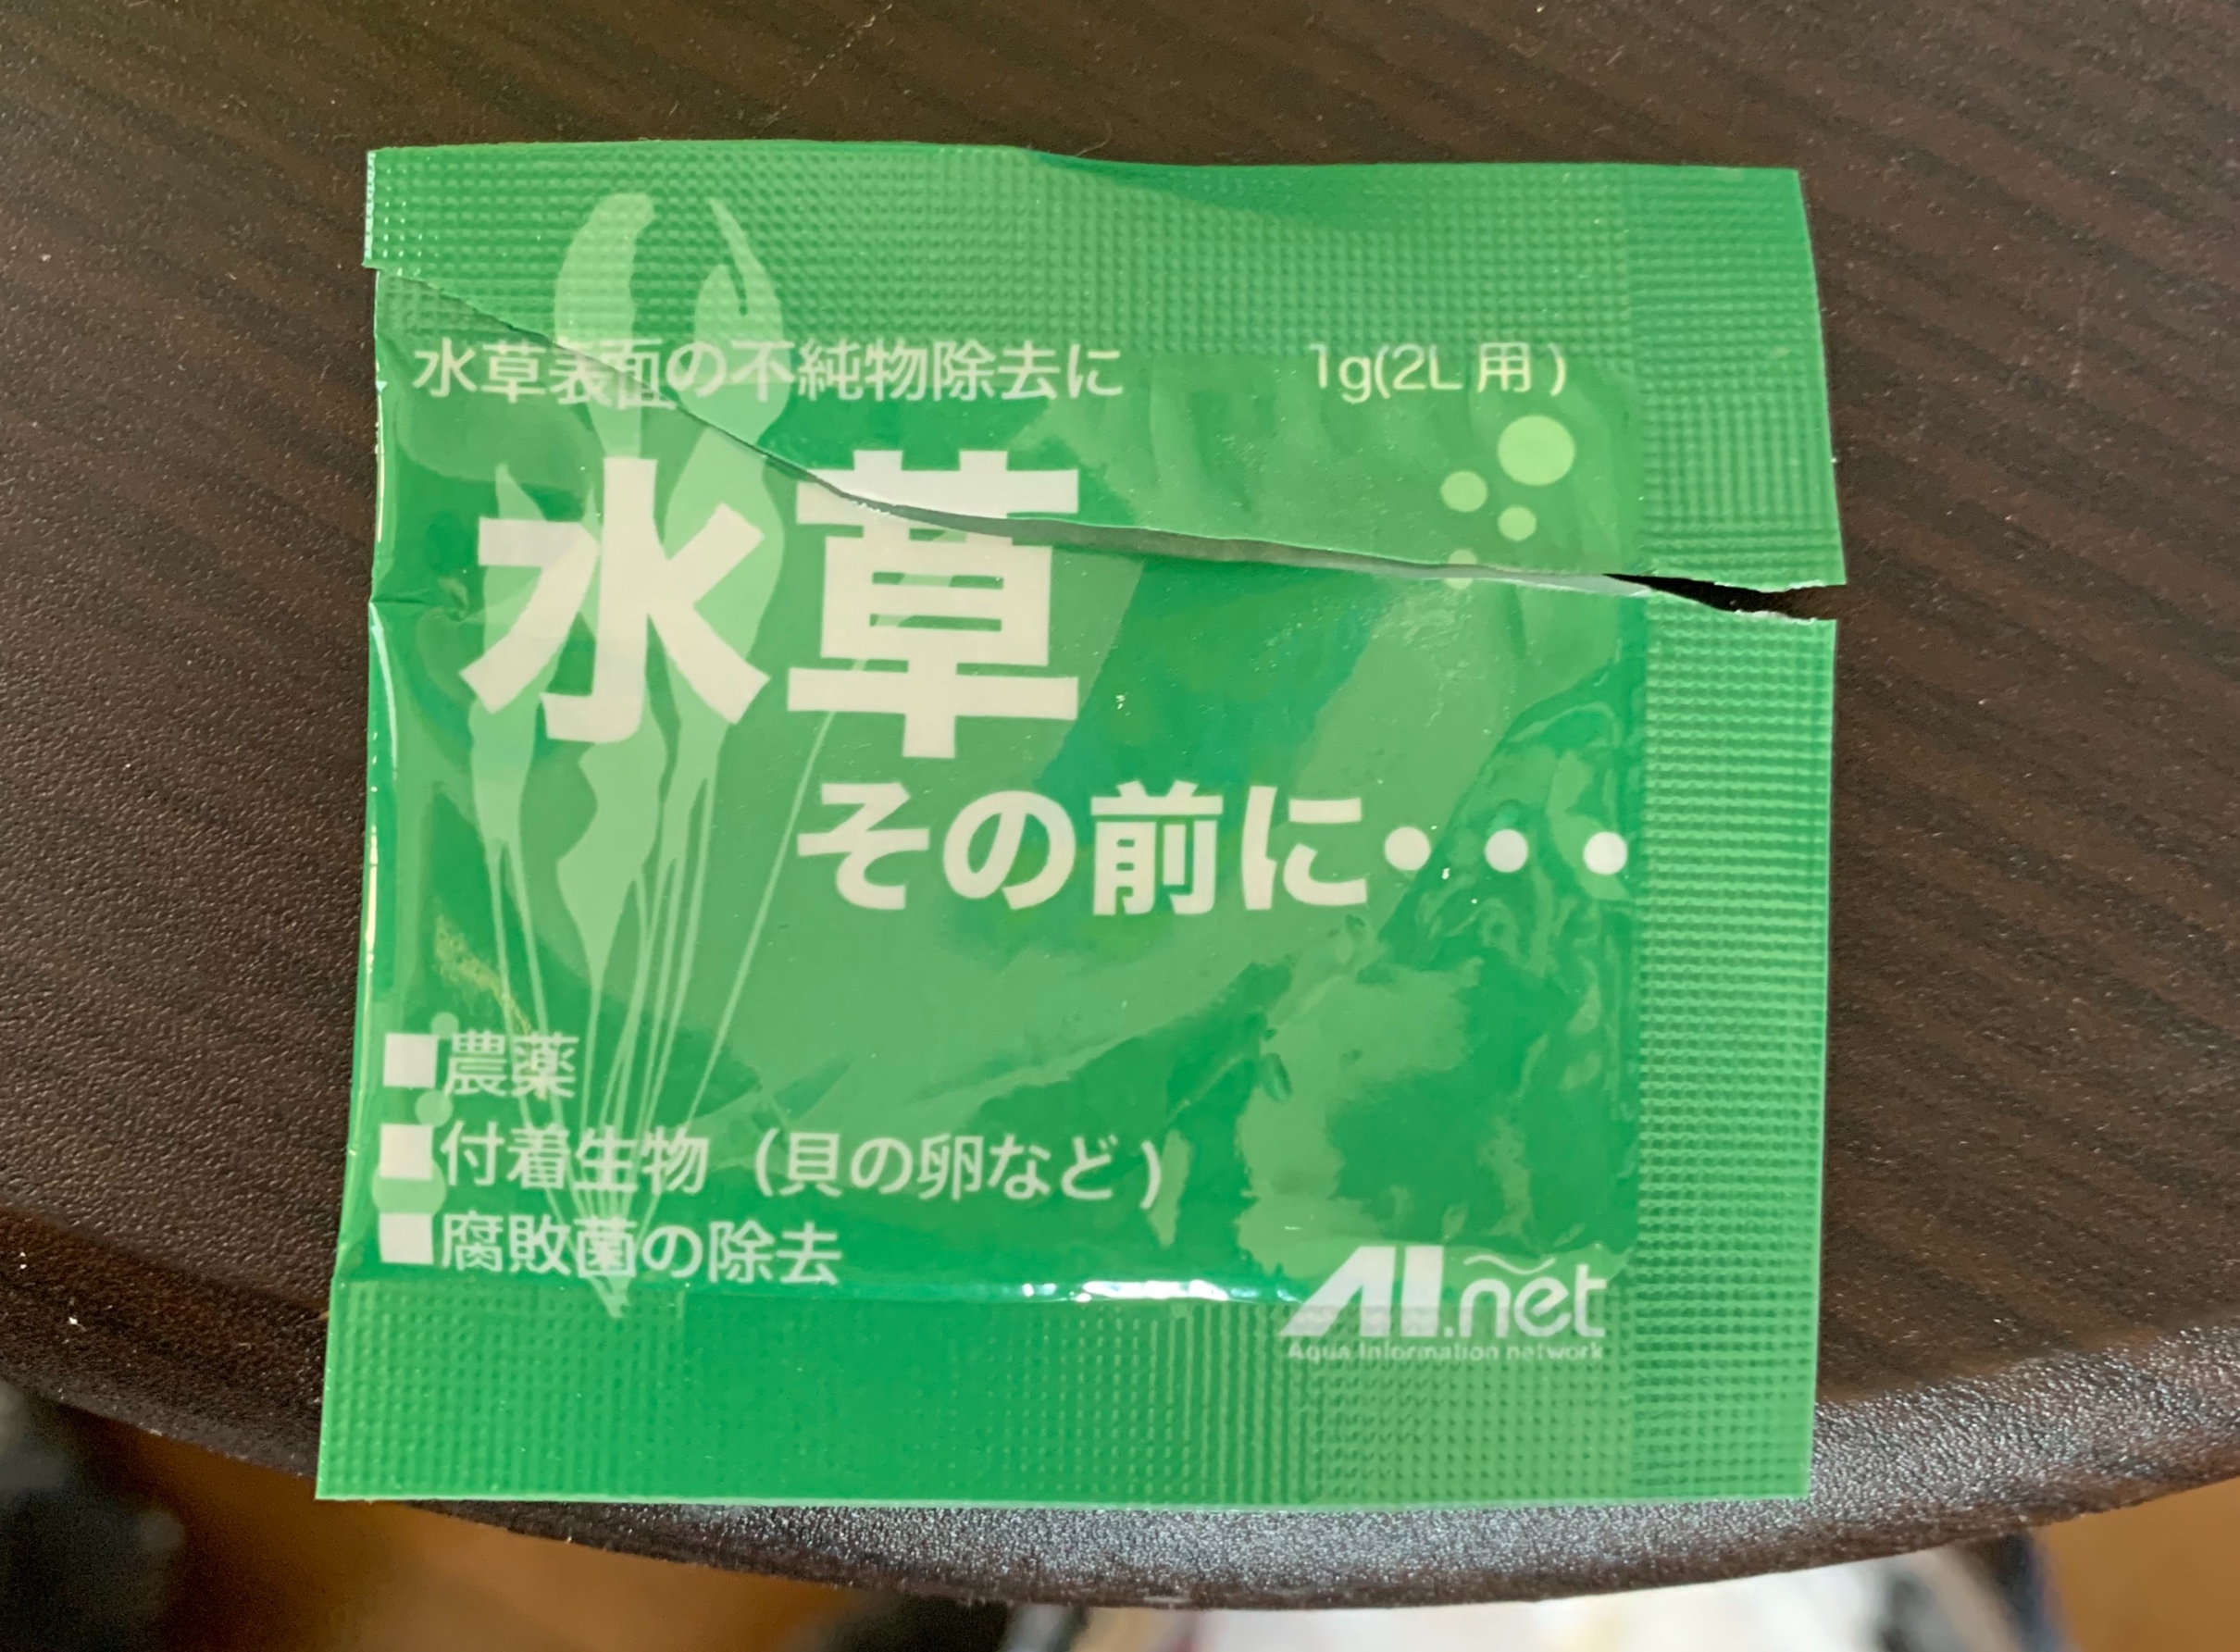 水草表面の不純物除去に 1g(2L 用)
水草
その前に・・・
■農薬
■付着生物（貝の卵など）
■腐敗菌の除去
AI.net
Aqua Information network